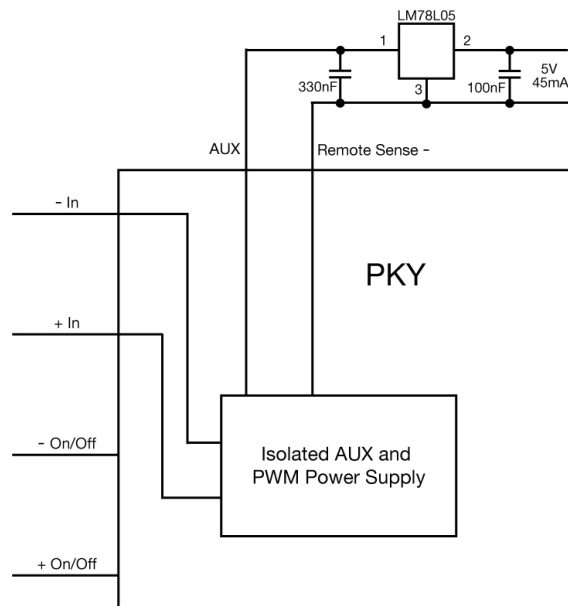 LM78L05
1
2
3
330nF
100nF
5V
45mA
AUX
Remote Sense -
- In
PKY
+ In
- On/Off
Isolated AUX and
PWM Power Supply
+ On/Off